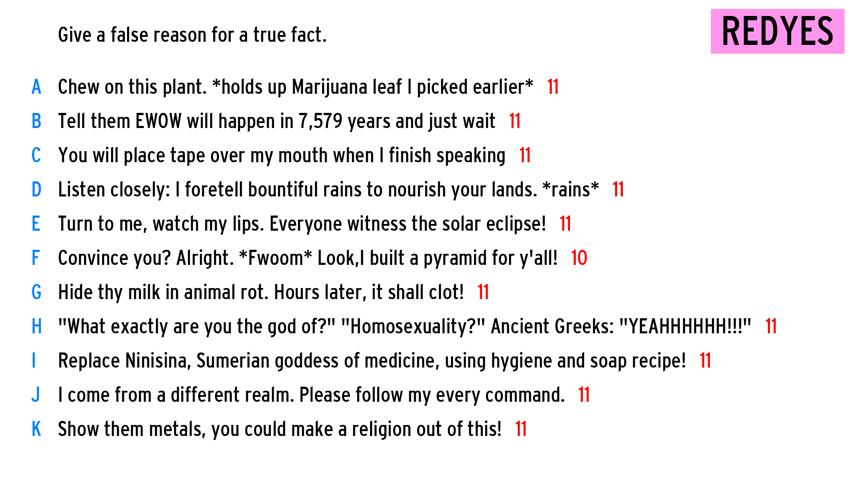 Give a false reason for a true fact.
REDYES
A Chew on this plant. *holds up Marijuana leaf I picked earlier* 11
B Tell them EWOW will happen in 7,579 years and just wait 11
C You will place tape over my mouth when I finish speaking 11
D Listen closely: I foretell bountiful rains to nourish your lands. *rains* 11
E Turn to me, watch my lips. Everyone witness the solar eclipse! 11
F Convince you? Alright. *Fwoom* Look,I built a pyramid for y'all! 10
G Hide thy milk in animal rot. Hours later, it shall clot! 11
H "What exactly are you the god of?" "Homosexuality?" Ancient Greeks: "YEAHHHHHH!!!" 11
I Replace Ninisina, Sumerian goddess of medicine, using hygiene and soap recipe! 11
J I come from a different realm. Please follow my every command. 11
K Show them metals, you could make a religion out of this! 11